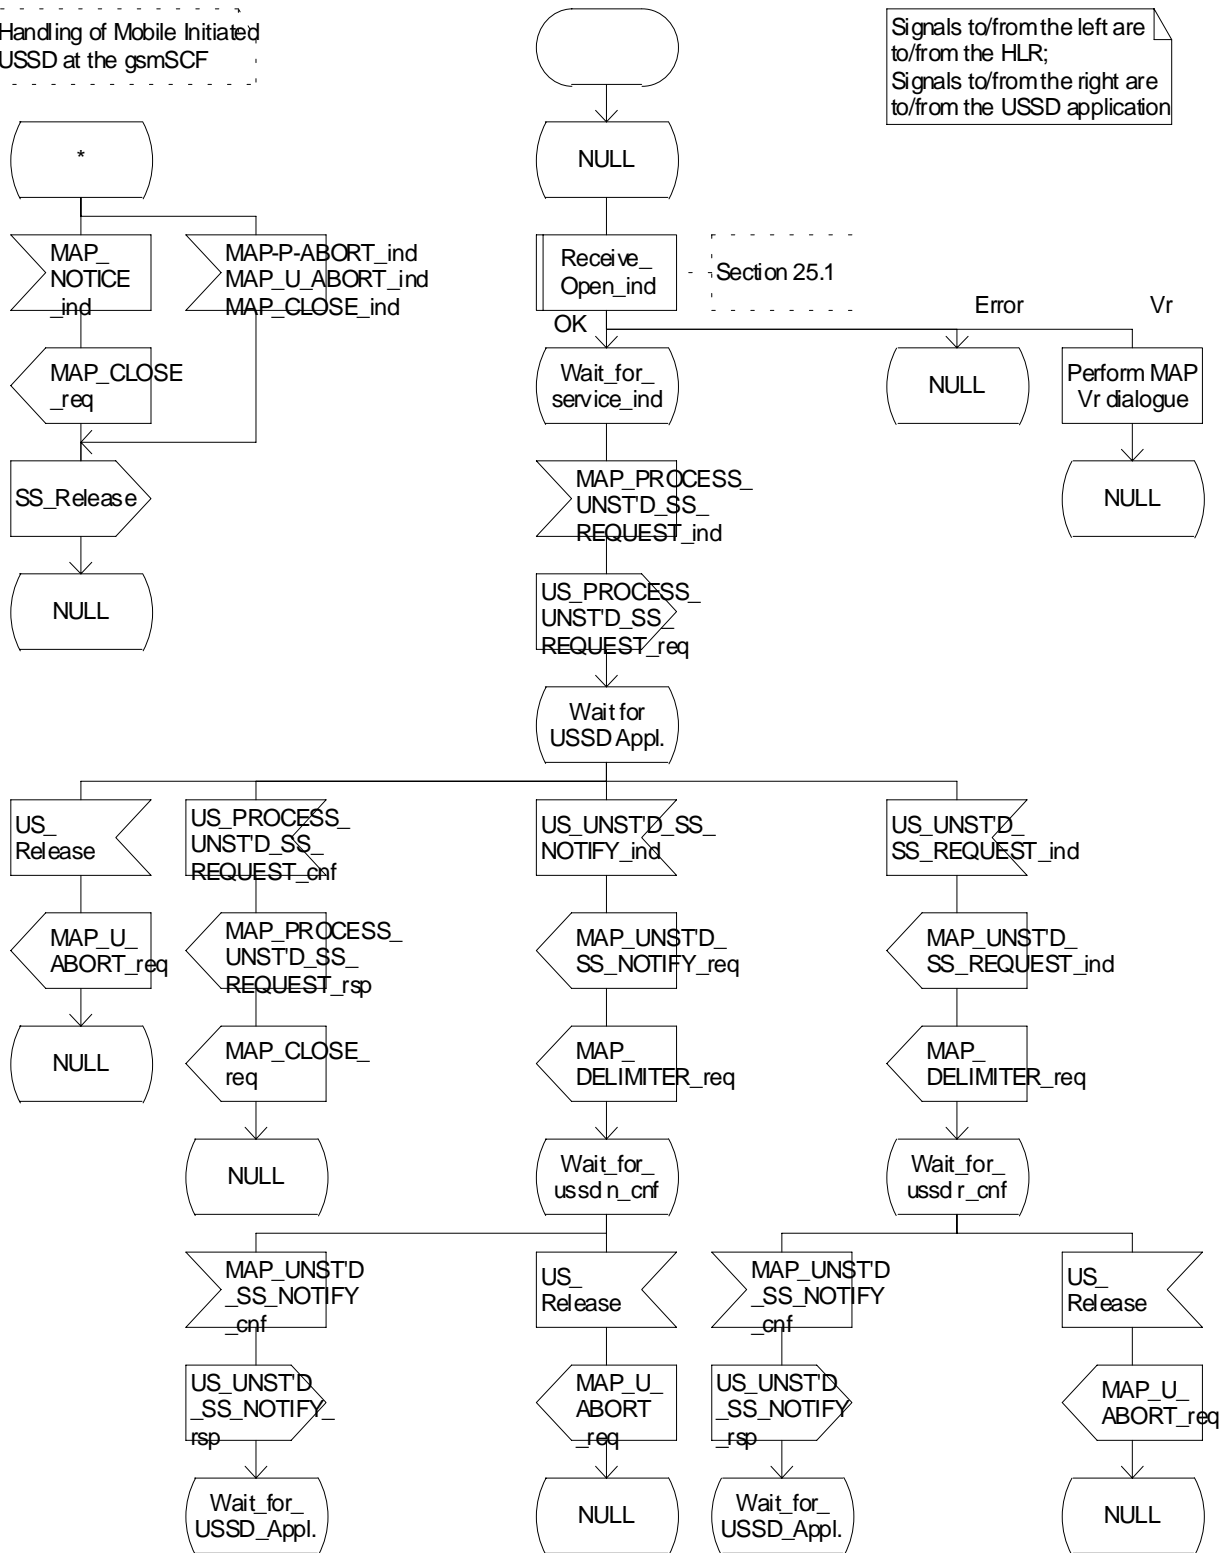 Handling of Mobile Initiated
USSD at the gsmSCF
Signals to/from the left are
to/from the HLR;
Signals to/from the right are
to/from the USSD application
*
NULL
MAP_
NOTICE
_ind
MAP-P-ABORT_ind
MAP_U_ABORT_ind
MAP_CLOSE_ind
Receive_
Open_ind
Section 25.1
OK
Error
Vr
MAP_CLOSE
_req
Wait_for_
service_ind
NULL
Perform MAP
Vr dialogue
SS_Release
MAP_PROCESS_
UNST'D_SS_
REQUEST_ind
NULL
NULL
US_PROCESS_
UNST'D_SS_
REQUEST_req
Wait for
USSD Appl.
US_
Release
US_PROCESS_
UNST'D_SS_
REQUEST_cnf
US_UNST'D_SS_
NOTIFY_ind
US_UNST'D_
SS_REQUEST_ind
MAP_U_
ABORT_req
MAP_PROCESS_
UNST'D_SS_
REQUEST_rsp
MAP_UNST'D_
SS_NOTIFY_req
MAP_UNST'D_
SS_REQUEST_ind
NULL
MAP_CLOSE_
req
MAP_
DELIMITER_req
MAP_
DELIMITER_req
NULL
Wait_for_
ussd n_cnf
Wait_for_
ussd r_cnf
MAP_UNST'D
_SS_NOTIFY
_cnf
US_
Release
MAP_UNST'D
_SS_NOTIFY
_cnf
US_
Release
US_UNST'D
_SS_NOTIFY_
rsp
MAP_U_
ABORT
_req
US_UNST'D
_SS_NOTIFY
_rsp
MAP_U_
ABORT_req
Wait_for_
USSD_Appl.
NULL
Wait_for_
USSD_Appl.
NULL